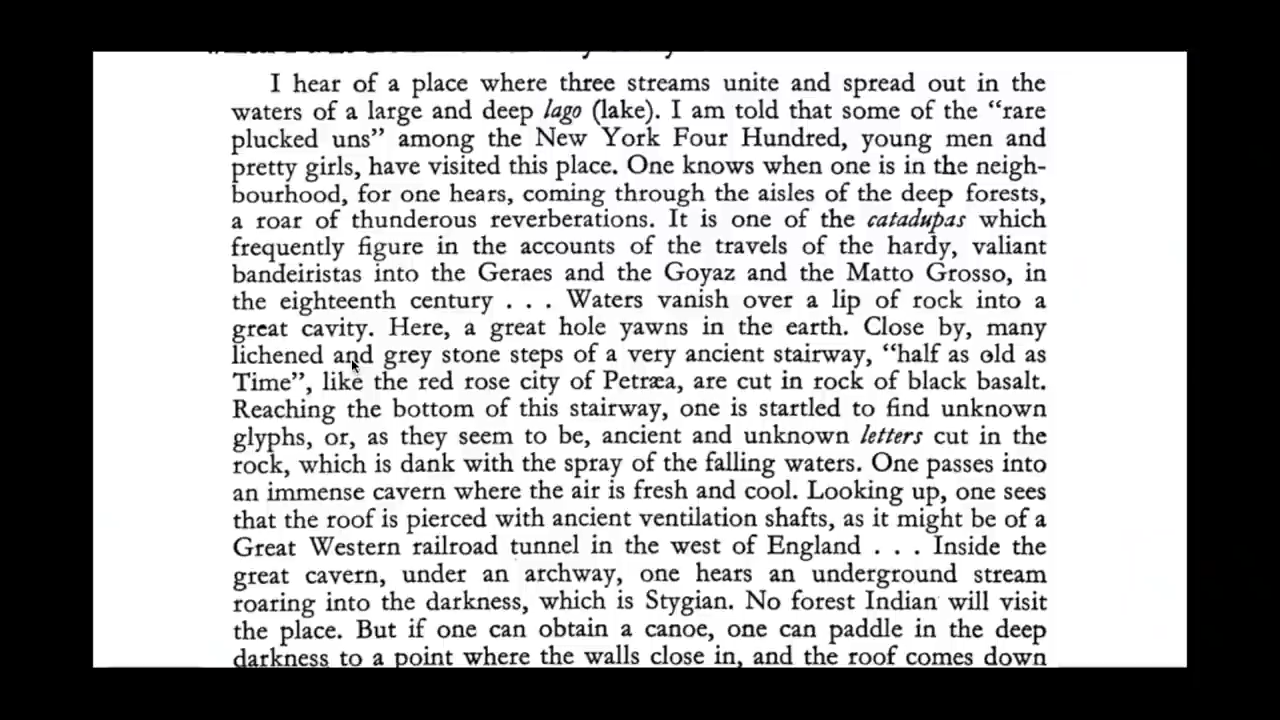 I hear of a place where three streams unite and spread out in the
waters of a large and deep lago (lake). I am told that some of the “rare
plucked uns” among the New York Four Hundred, young men and
pretty girls, have visited this place. One knows when one is in the neigh-
bourhood, for one hears, coming through the aisles of the deep forests,
a roar of thunderous reverberations. It is one of the catadupas which
frequently figure in the accounts of the travels of the hardy, valiant
bandeiristas into the Geraes and the Goyaz and the Matto Grosso, in
the eighteenth century . . . Waters vanish over a lip of rock into a
great cavity. Here, a great hole yawns in the earth. Close by, many
lichened and grey stone steps of a very ancient stairway, “half as old as
Time”, like the red rose city of Petræa, are cut in rock of black basalt.
Reaching the bottom of this stairway, one is startled to find unknown
glyphs, or, as they seem to be, ancient and unknown letters cut in the
rock, which is dank with the spray of the falling waters. One passes into
an immense cavern where the air is fresh and cool. Looking up, one sees
that the roof is pierced with ancient ventilation shafts, as it might be of a
Great Western railroad tunnel in the west of England . . . Inside the
great cavern, under an archway, one hears an underground stream
roaring into the darkness, which is Stygian. No forest Indian will visit
the place. But if one can obtain a canoe, one can paddle in the deep
darkness to a point where the walls close in, and the roof comes down